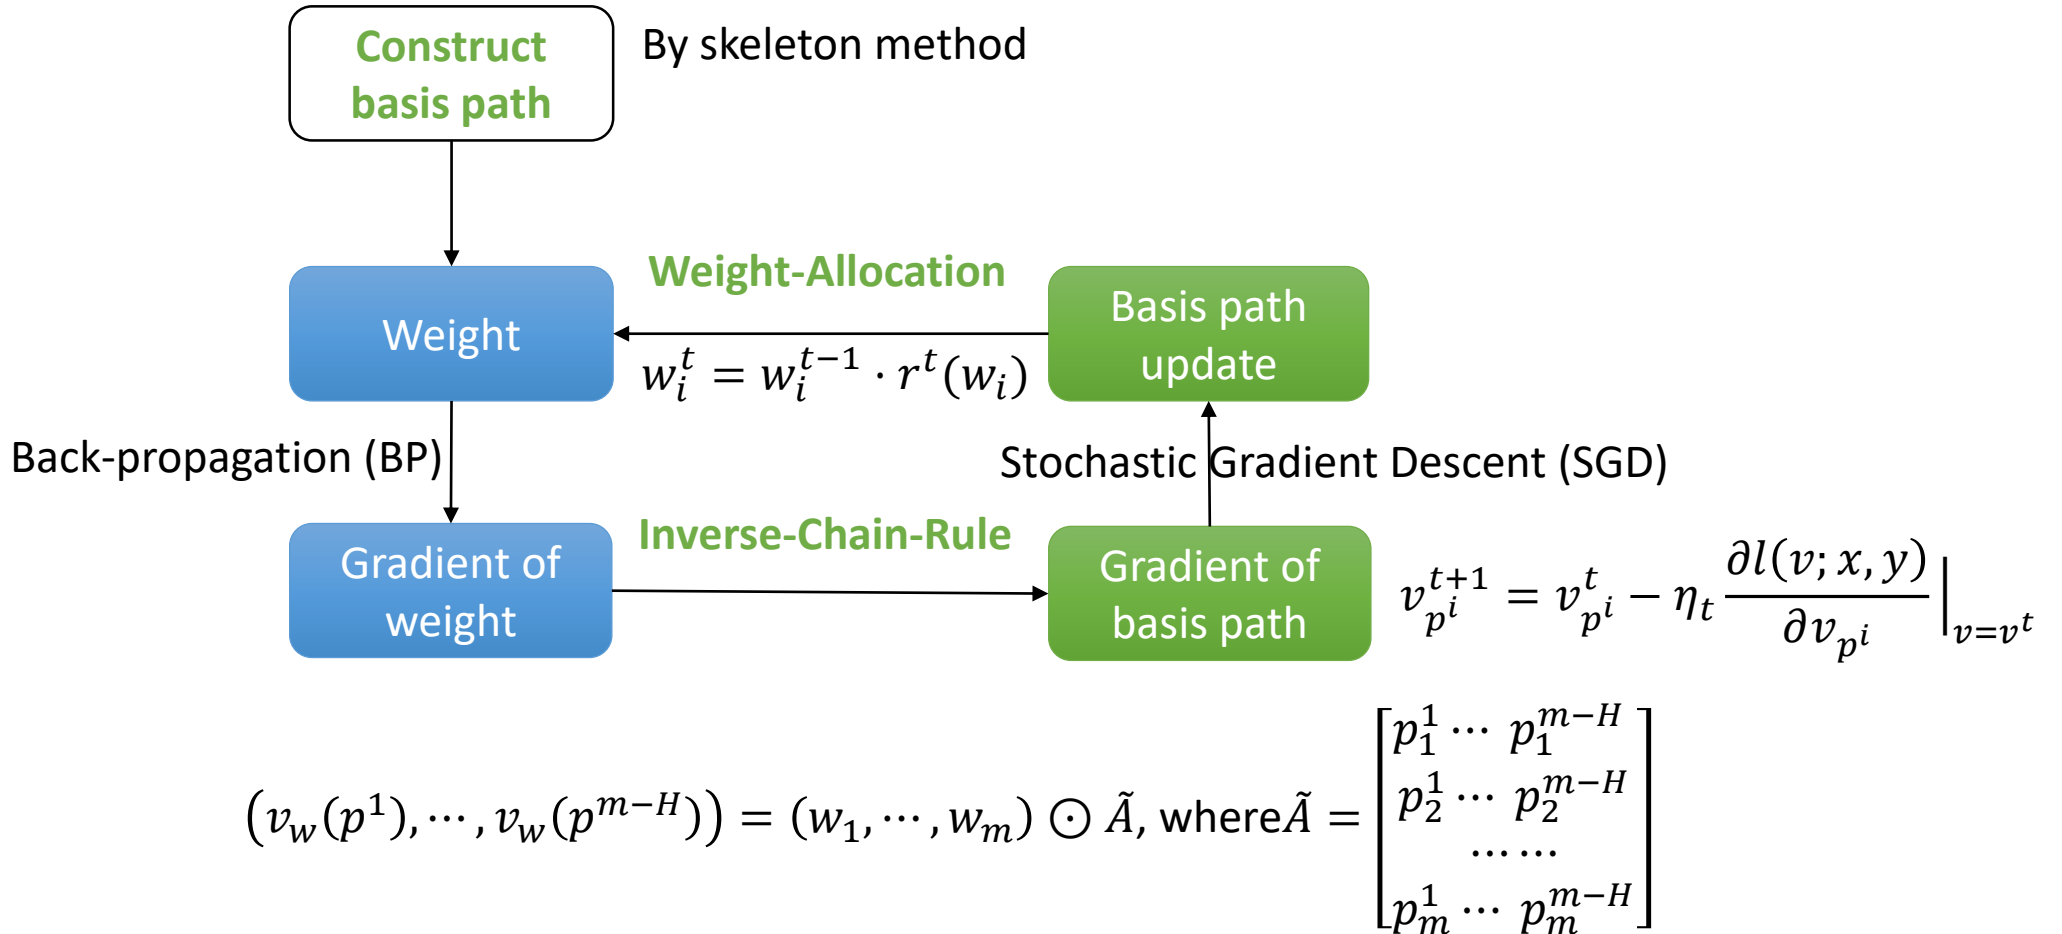 Construct
basis path
By skeleton method
Weight-Allocation
Weight
Basis path
update
w_i^t = w_i^{t−1} · r^t(w_i)
Back-propagation (BP)
Stochastic Gradient Descent (SGD)
Inverse-Chain-Rule
Gradient of
weight
Gradient of
basis path
v_{p^i}^{t+1} = v_{p^i}^t − η_t ∂l(v; x, y)/∂v_{p^i} |_{v=v^t}
(v_w(p^1), ⋯, v_w(p^{m−H})) = (w_1, ⋯, w_m) ⊙ Ã, where Ã =
[p_1^1 ⋯ p_1^{m−H}
p_2^1 ⋯ p_2^{m−H}
⋯⋯
p_m^1 ⋯ p_m^{m−H}]